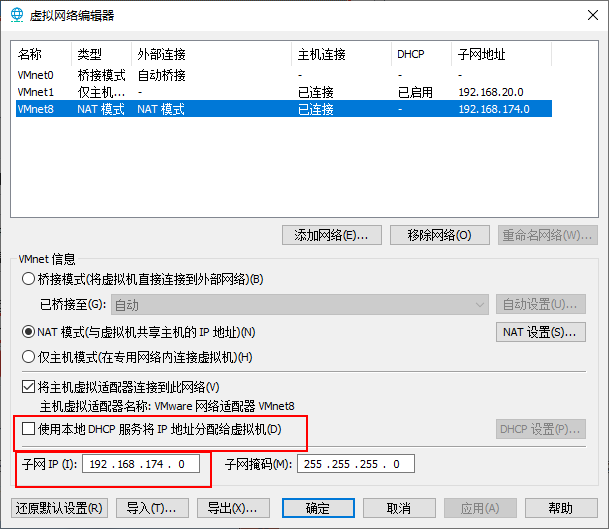 虚拟网络编辑器
名称 类型 外部连接 主机连接 DHCP 子网地址
VMnet0 桥接模式 自动桥接 - - -
VMnet1 仅主机... - 已连接 已启用 192.168.20.0
VMnet8 NAT 模式 NAT 模式 已连接 - 192.168.174.0
添加网络(E)... 移除网络(O) 重命名网络(W)...
VMnet 信息
桥接模式(将虚拟机直接连接到外部网络)(B)
已桥接至(G): 自动 自动设置(U)...
NAT 模式(与虚拟机共享主机的 IP 地址)(N) NAT 设置(S)...
仅主机模式(在专用网络内连接虚拟机)(H)
将主机虚拟适配器连接到此网络(V)
主机虚拟适配器名称: VMware 网络适配器 VMnet8
使用本地 DHCP 服务将 IP 地址分配给虚拟机(D) DHCP 设置(P)...
子网 IP (I): 192 .168 .174 . 0 子网掩码(M): 255 .255 .255 . 0
还原默认设置(R) 导入(T)... 导出(X)... 确定 取消 应用(A) 帮助